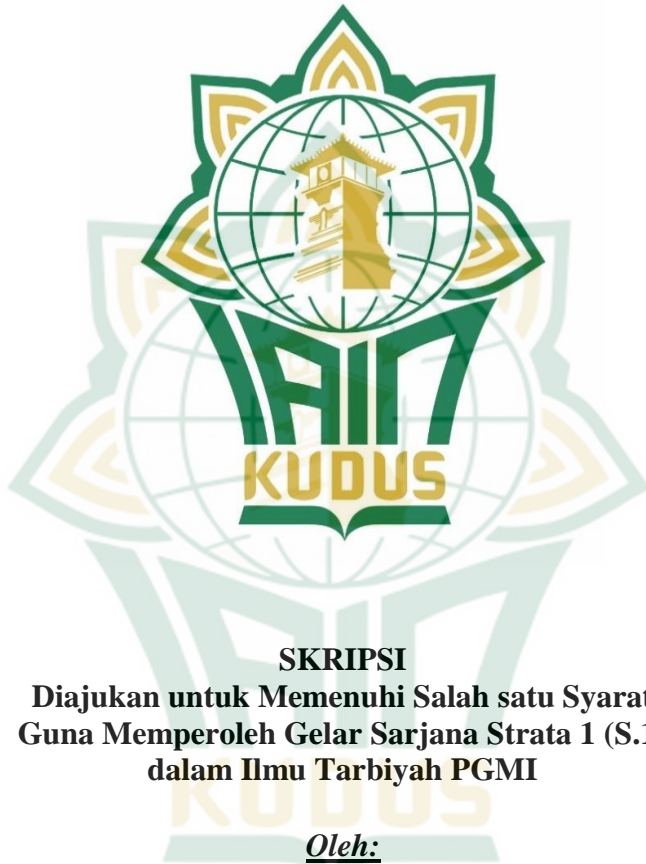 IAIN
KUDUS
SKRIPSI
Diajukan untuk Memenuhi Salah satu Syarat
Guna Memperoleh Gelar Sarjana Strata 1 (S.1
dalam Ilmu Tarbiyah PGMI
Oleh: